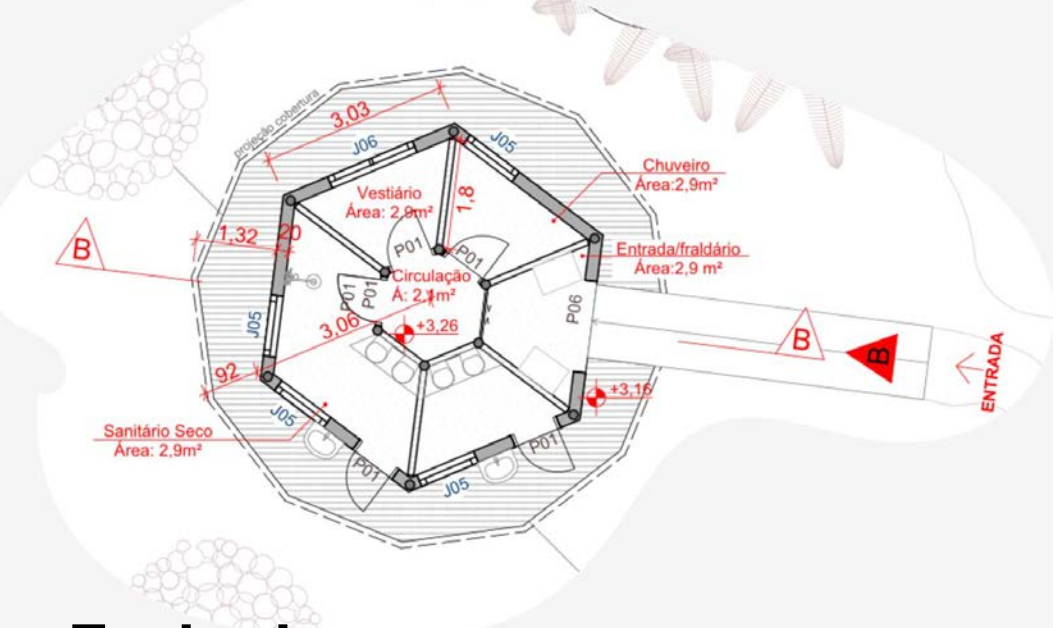 projeção cobertura
3,03
J06
J05
Chuveiro
Área:2,9m²
Vestiário
Área: 2,9m²
1,8
1,32
20
B
P01
P01
Entrada/fraldário
Área:2,9 m²
Circulação
Á: 2,1m²
P01
P01
P06
J05
3,06
+3,26
B
B
ENTRADA
92
+3,16
J05
Sanitário Seco
Área: 2,9m²
P01
P01
J05